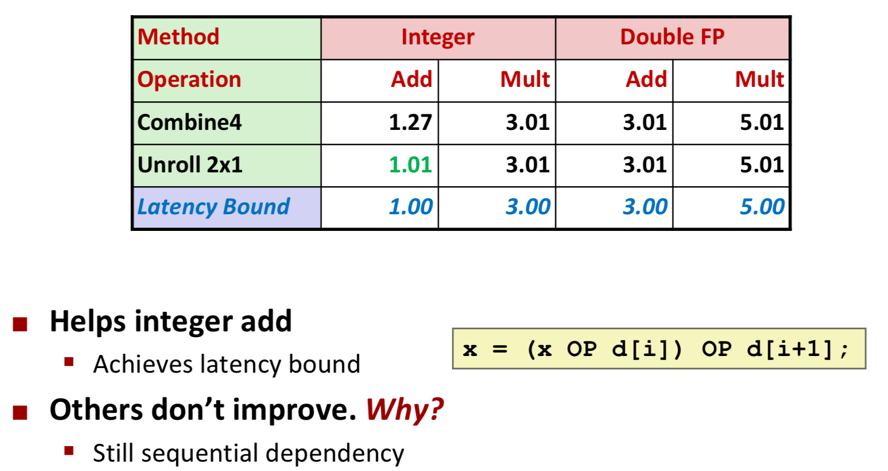 Method Integer Double FP
Operation Add Mult Add Mult
Combine4 1.27 3.01 3.01 5.01
Unroll 2x1 1.01 3.01 3.01 5.01
Latency Bound 1.00 3.00 3.00 5.00
Helps integer add
Achieves latency bound
x = (x OP d[i]) OP d[i+1];
Others don’t improve. Why?
Still sequential dependency